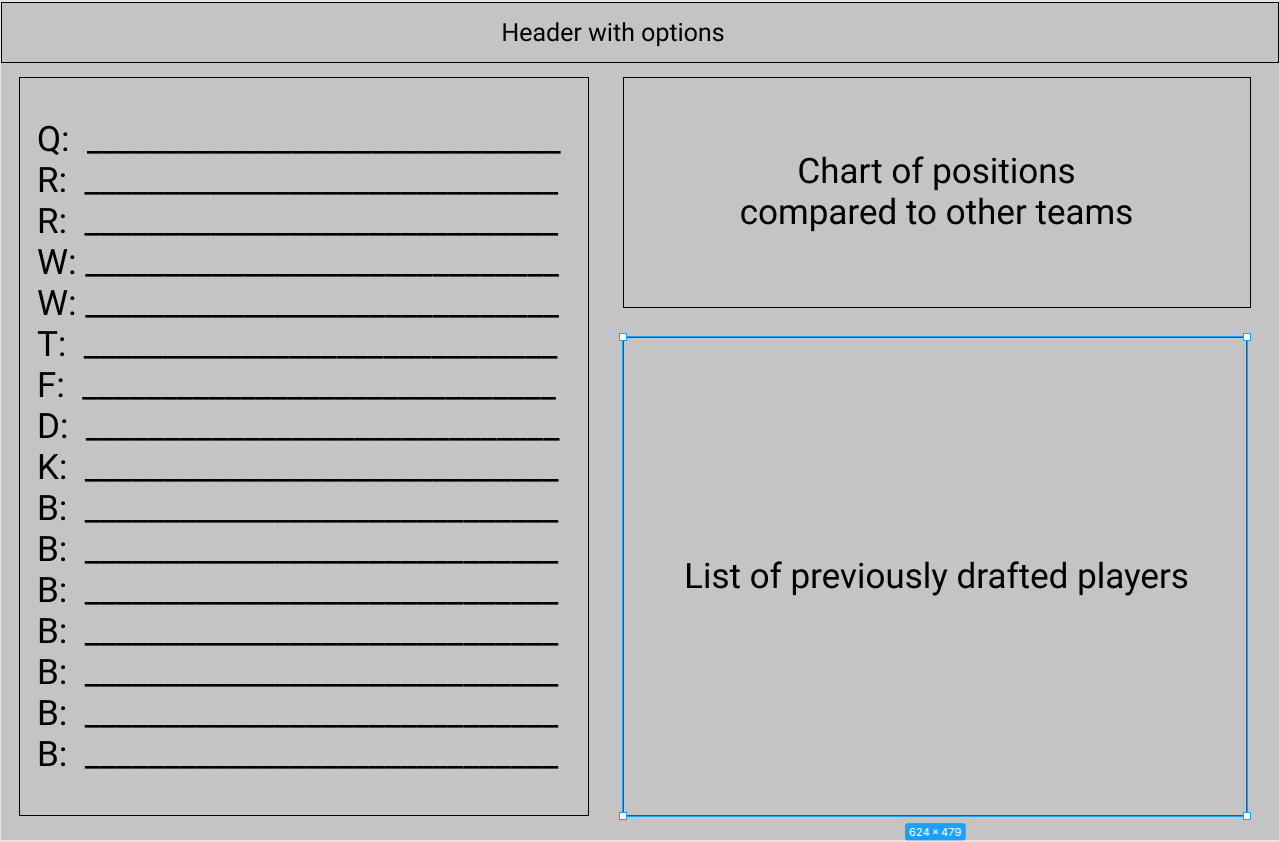 Header with options
Q: ______________________________
R: ______________________________
R: ______________________________
W: ______________________________
W: ______________________________
T: ______________________________
F: ______________________________
D: ______________________________
K: ______________________________
B: ______________________________
B: ______________________________
B: ______________________________
B: ______________________________
B: ______________________________
B: ______________________________
B: ______________________________
Chart of positions
compared to other teams
List of previously drafted players
624 × 479